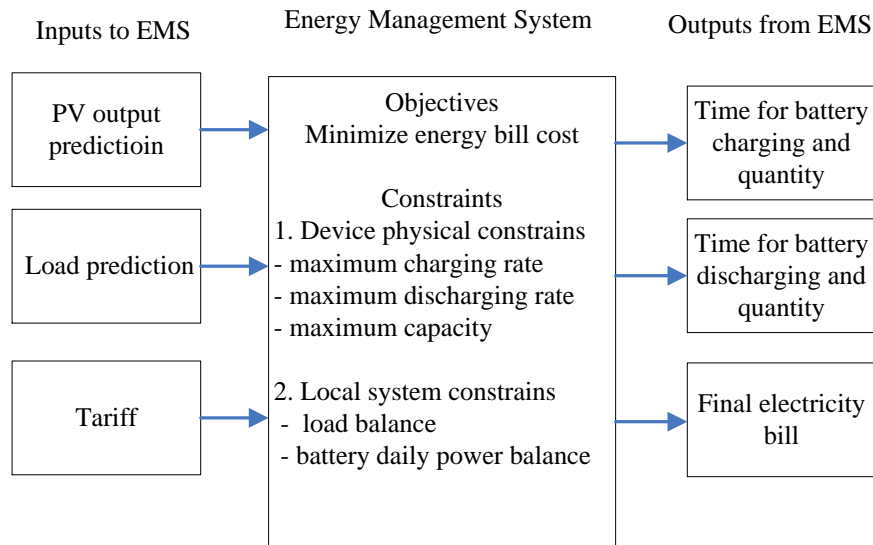 Inputs to EMS
PV output
predictioin
Load prediction
Tariff
Energy Management System
Objectives
Minimize energy bill cost
Constraints
1. Device physical constrains
- maximum charging rate
- maximum discharging rate
- maximum capacity
2. Local system constrains
- load balance
- battery daily power balance
Outputs from EMS
Time for battery
charging and
quantity
Time for battery
discharging and
quantity
Final electricity
bill